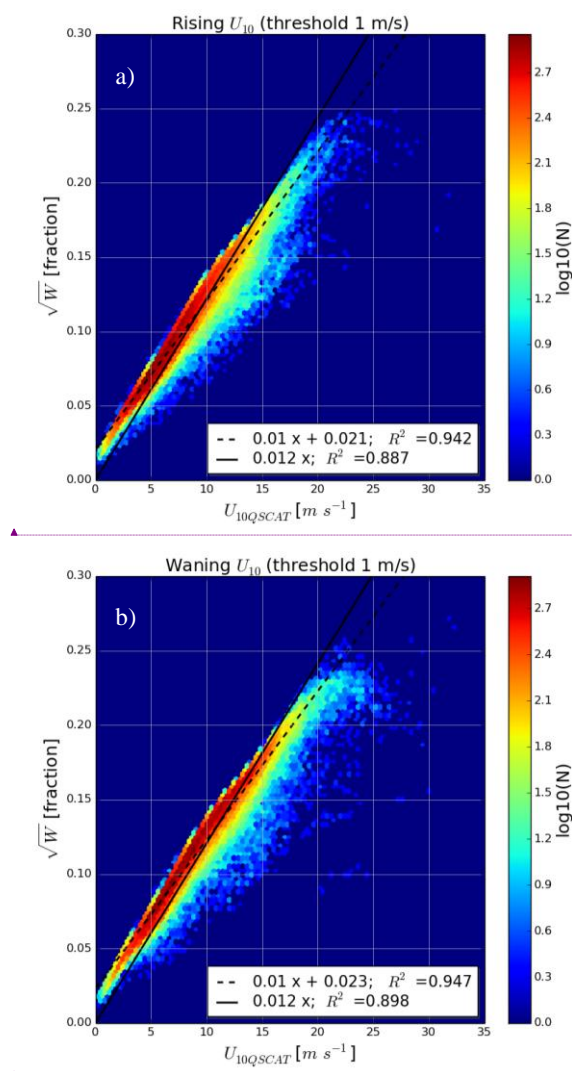 Rising U₁₀ (threshold 1 m/s)
a)
0.30
0.25
0.20
0.15
0.10
0.05
0.00
√W [fraction]
0 5 10 15 20 25 30 35
U₁₀QSCAT [m s⁻¹]
0.01 x + 0.021; R² =0.942
0.012 x; R² =0.887
2.7
2.4
2.1
1.8
1.5
1.2
0.9
0.6
0.3
0.0
log10(N)
Waning U₁₀ (threshold 1 m/s)
b)
0.30
0.25
0.20
0.15
0.10
0.05
0.00
√W [fraction]
0 5 10 15 20 25 30 35
U₁₀QSCAT [m s⁻¹]
0.01 x + 0.023; R² =0.947
0.012 x; R² =0.898
2.7
2.4
2.1
1.8
1.5
1.2
0.9
0.6
0.3
0.0
log10(N)